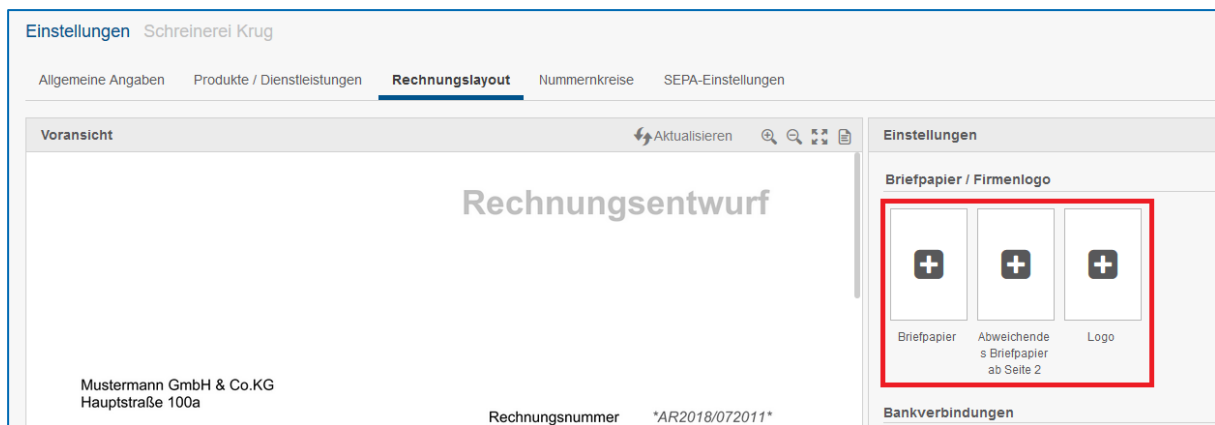 Einstellungen Schreinerei Krug
Allgemeine Angaben Produkte / Dienstleistungen Rechnungslayout Nummernkreise SEPA-Einstellungen
Voransicht Aktualisieren
Rechnungsentwurf
Mustermann GmbH & Co.KG
Hauptstraße 100a
Rechnungsnummer *AR2018/072011*
Einstellungen
Briefpapier / Firmenlogo
Briefpapier
Abweichende
s Briefpapier
ab Seite 2
Logo
Bankverbindungen